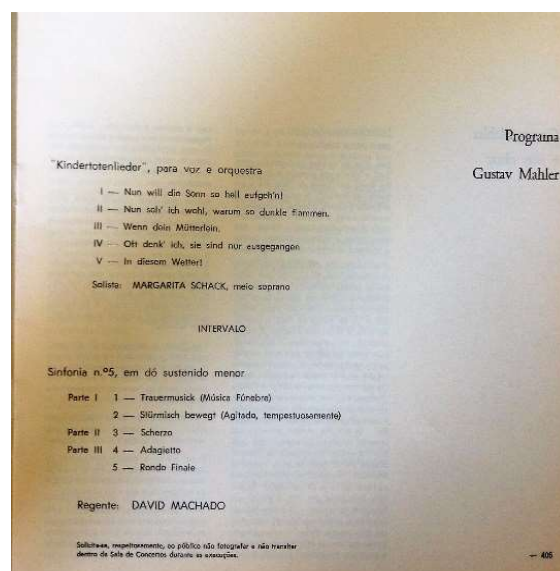 Programa
Gustav Mahler
"Kindertotenlieder", para voz e orquestra
I — Nun will die Sonn so hell aufgeh'n!
II — Nun seh' ich wohl, warum so dunkle flammen.
III — Wenn dein Mütterlein.
IV — Oft denk' ich, sie sind nur ausgegangen
V — In diesem Wetter!
Solista: MARGARITA SCHACK, meio soprano
INTERVALO
Sinfonia n.º5, em dó sustenido menor
Parte I 1 — Trauermusick (Música Fúnebre)
2 — Stürmisch bewegt (Agitado, tempestuosamente)
Parte II 3 — Scherzo
Parte III 4 — Adagietto
5 — Rondo Finale
Regente: DAVID MACHADO
Solicita-se, respeitosamente, ao público não fotografar e não transitar
dentro da Sala de Concertos durante as execuções.
— 405